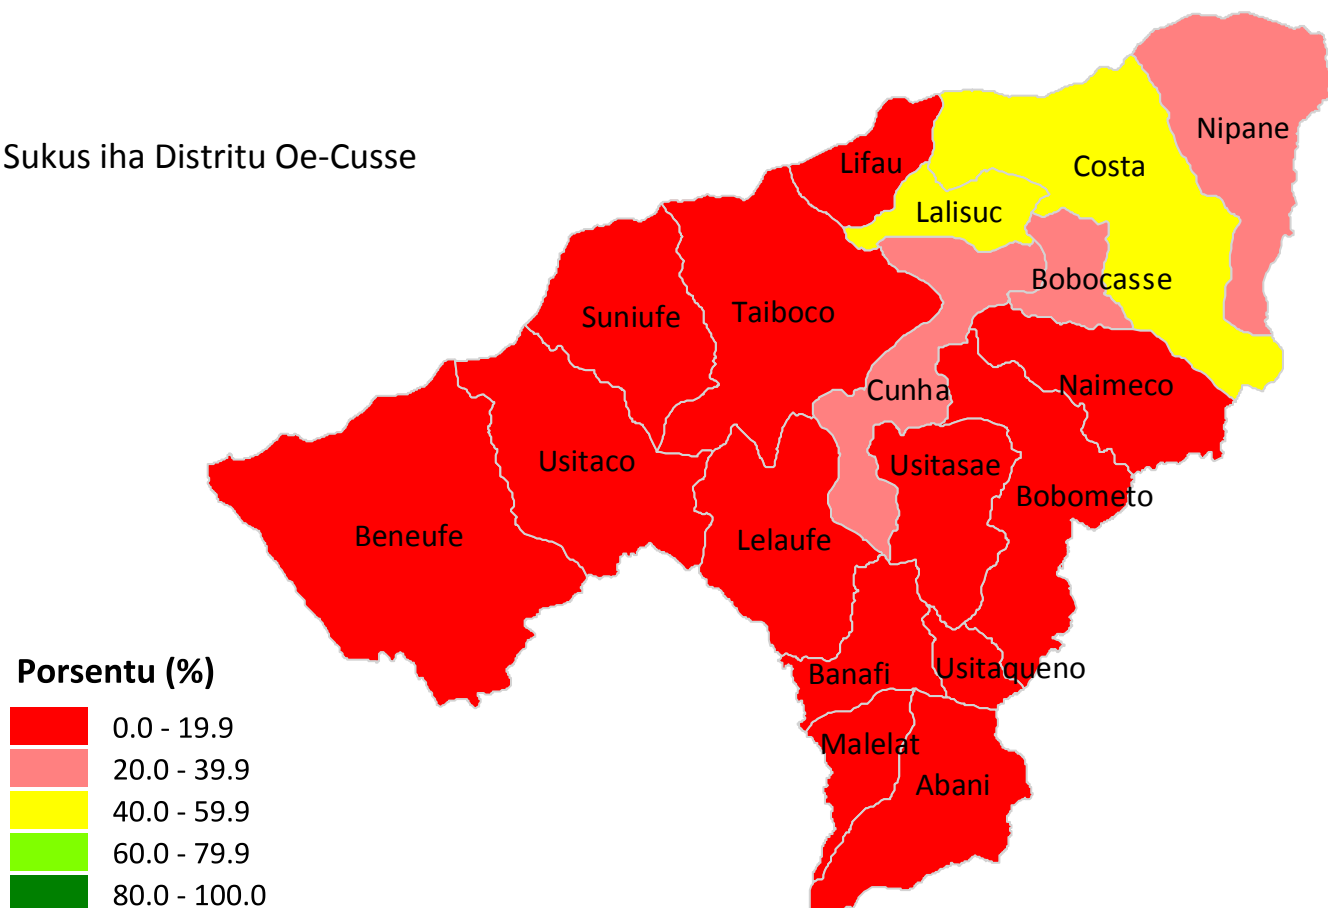 Nipane
Sukus iha Distritu Oe-Cusse
Lifau
Costa
Lalisuc
Bobocasse
Suniufe
Taiboco
Cunha
Naimeco
Usitaco
Usitasae
Bobometo
Beneufe
Lelaufe
Banafi
Usitaqueno
Malelat
Abani
Porsentu (%)
0.0 - 19.9
20.0 - 39.9
40.0 - 59.9
60.0 - 79.9
80.0 - 100.0